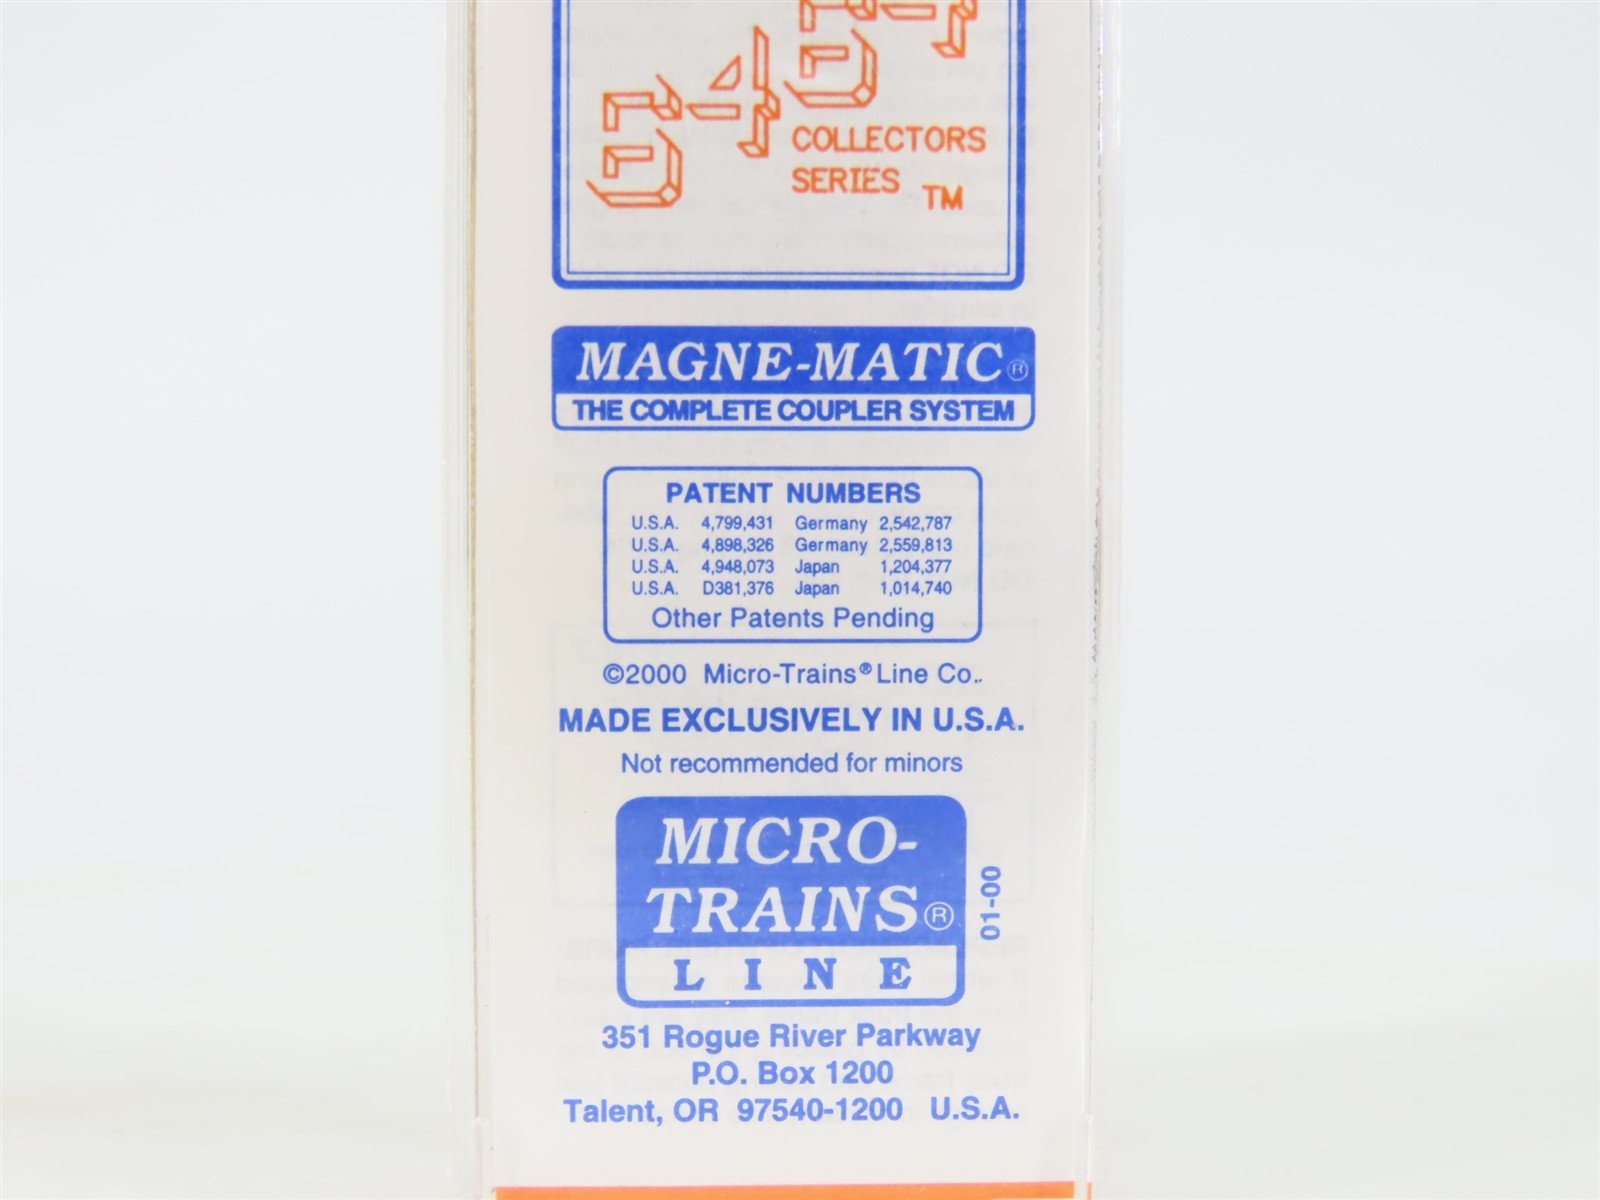 6467
COLLECTORS
SERIES TM
MAGNE-MATIC®
THE COMPLETE COUPLER SYSTEM
PATENT NUMBERS
U.S.A. 4,799,431 Germany 2,542,787
U.S.A. 4,898,326 Germany 2,559,813
U.S.A. 4,948,073 Japan 1,204,377
U.S.A. D381,376 Japan 1,014,740
Other Patents Pending
©2000 Micro-Trains® Line Co..
MADE EXCLUSIVELY IN U.S.A.
Not recommended for minors
MICRO-
TRAINS®
LINE
01-00
351 Rogue River Parkway
P.O. Box 1200
Talent, OR 97540-1200 U.S.A.